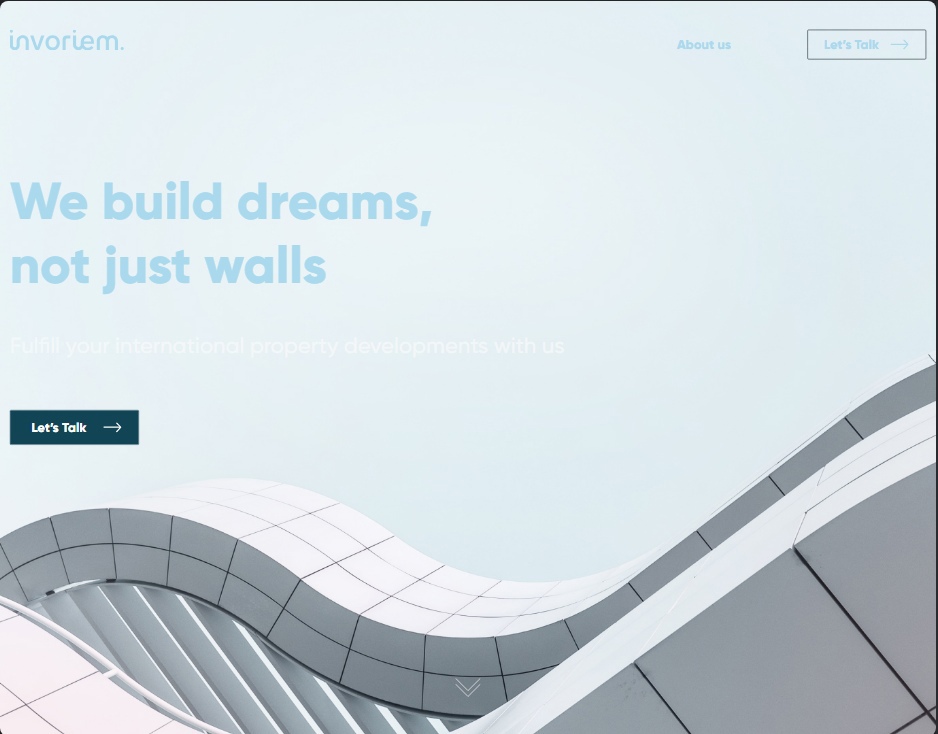 invoriem.
About us
Let's Talk
We build dreams,
not just walls
Fulfill your international property developments with us
Let's Talk